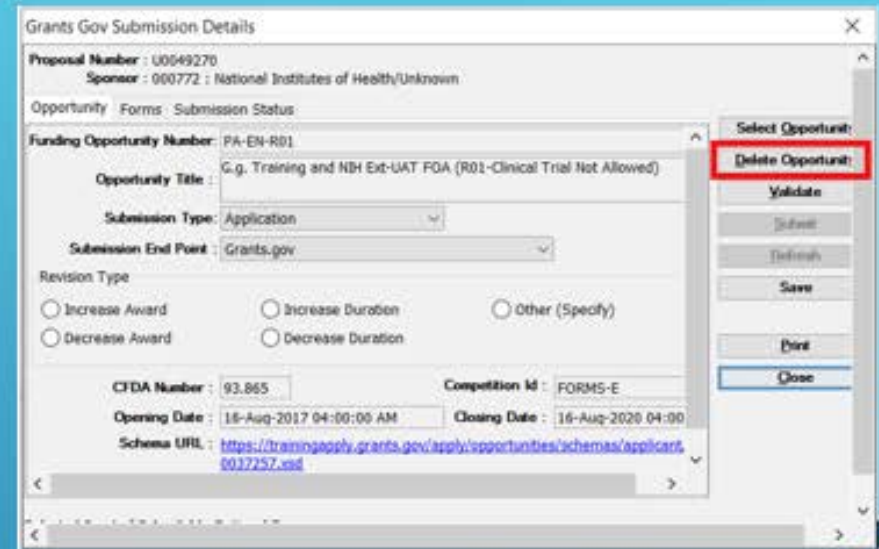 Grants Gov Submission Details
Proposal Number : U0049270
Sponsor : 000772 : National Institutes of Health/Unknown
Opportunity Forms Submission Status
Funding Opportunity Number: PA-EN-R01
Opportunity Title : G.g. Training and NIH Ext-UAT FOA (R01-Clinical Trial Not Allowed)
Submission Type: Application
Submission End Point : Grants.gov
Revision Type
Increase Award Increase Duration Other (Specify)
Decrease Award Decrease Duration
CFDA Number : 93.865 Competition Id : FORMS-E
Opening Date : 16-Aug-2017 04:00:00 AM Closing Date : 16-Aug-2020 04:00
Schema URL : https://trainingapply.grants.gov/apply/opportunities/schemas/applicant,
0037257.xsd
Select Opportunit
Delete Opportunit
Validate
Submit
Refresh
Save
Print
Close